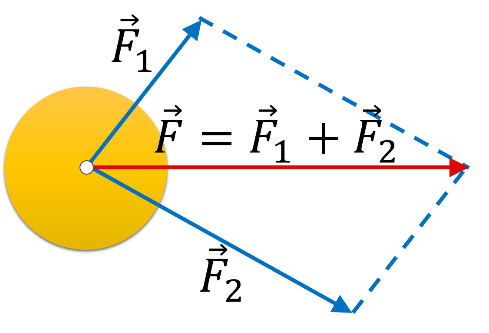 F⃗₁
F⃗ = F⃗₁ + F⃗₂
F⃗₂